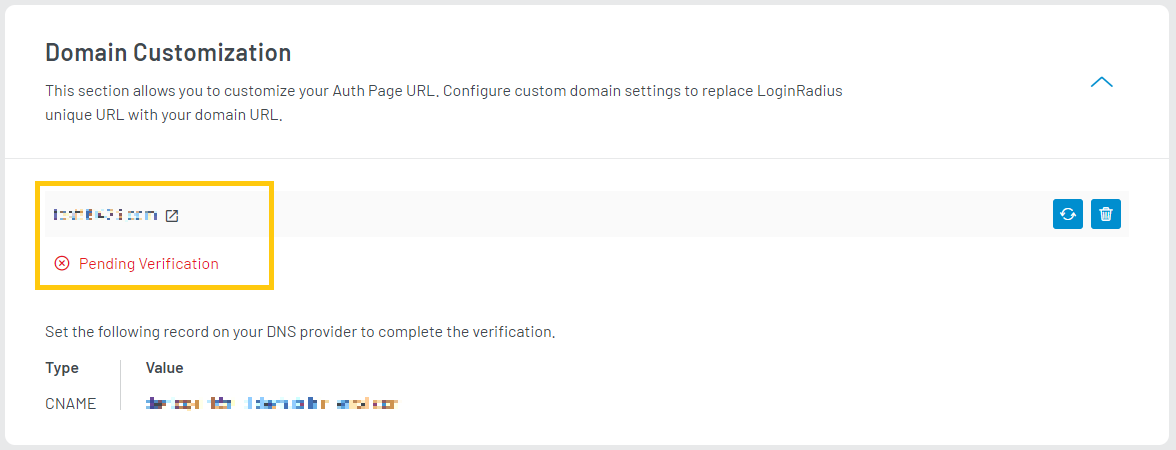 Domain Customization
This section allows you to customize your Auth Page URL. Configure custom domain settings to replace LoginRadius
unique URL with your domain URL.
Pending Verification
Set the following record on your DNS provider to complete the verification.
Type Value
CNAME